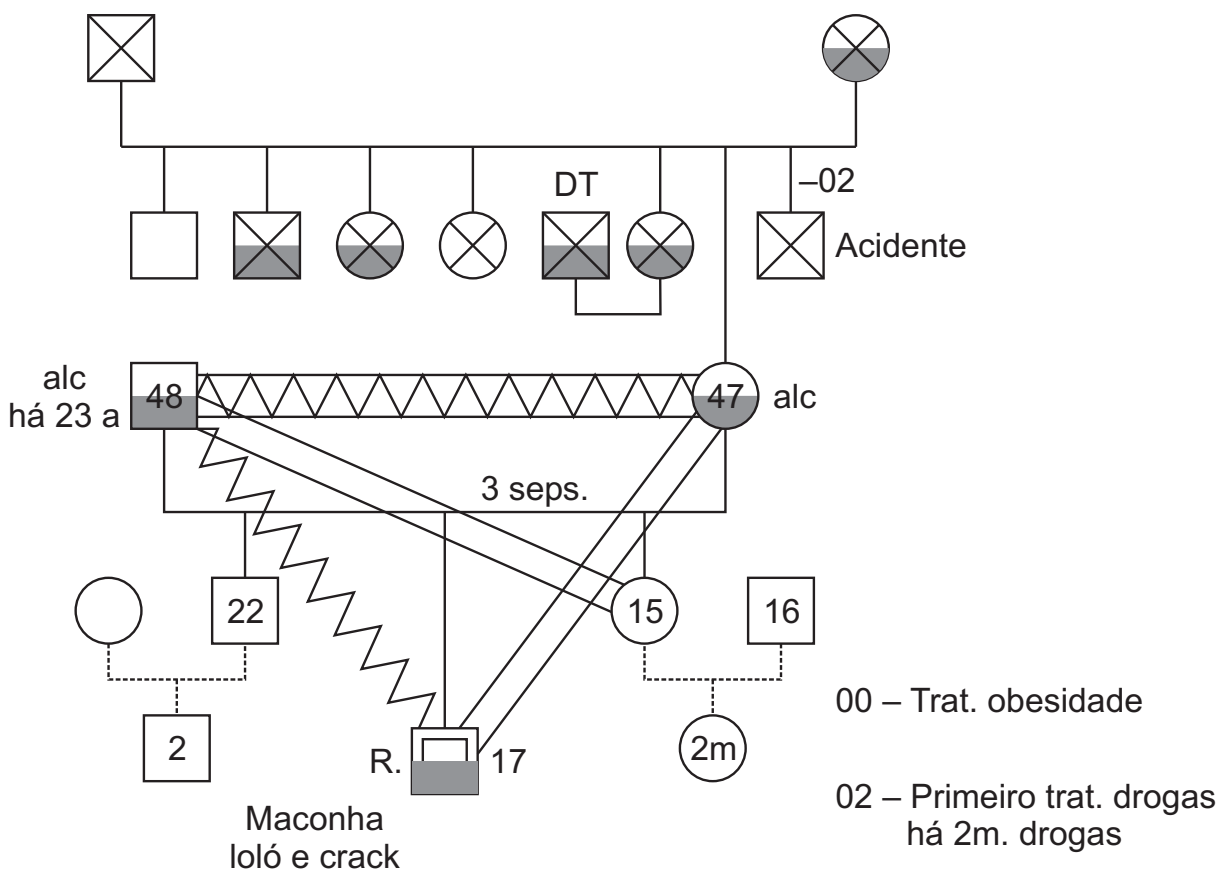 DT
–02
Acidente
alc
há 23 a
48
47
alc
3 seps.
22
15
16
2
R.
17
2m
00 – Trat. obesidade
02 – Primeiro trat. drogas
há 2m. drogas
Maconha
loló e crack